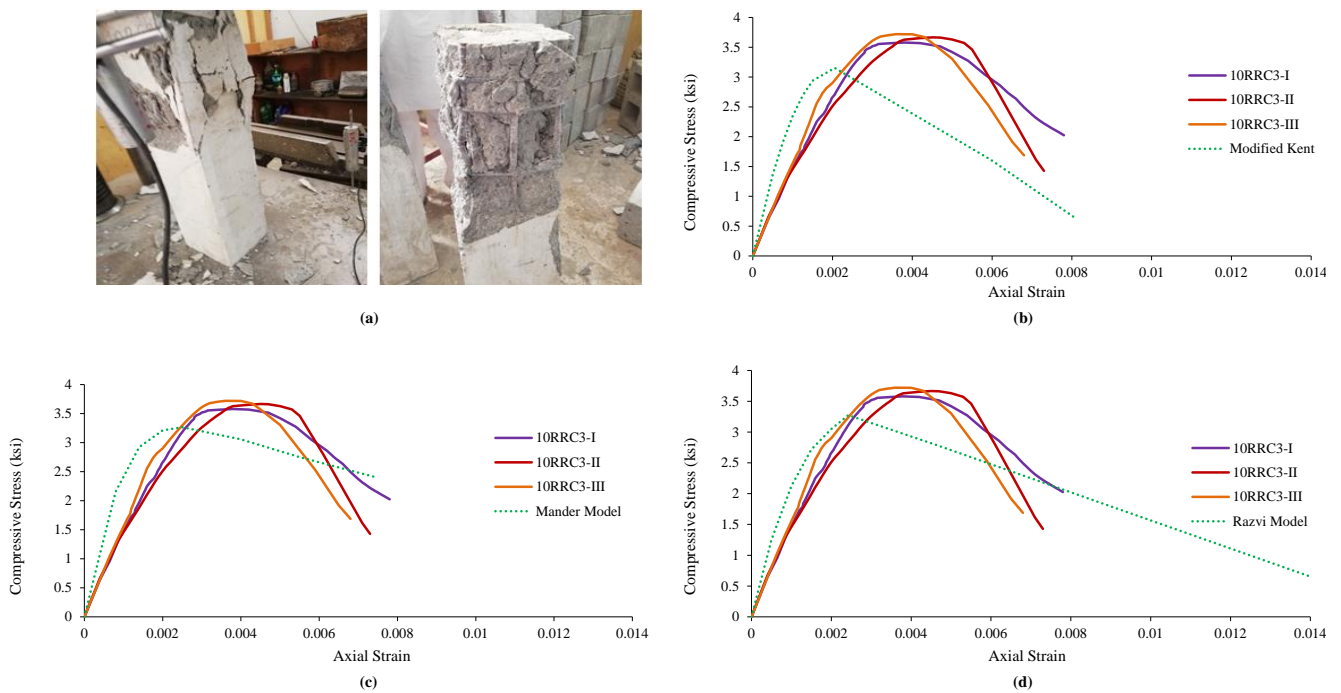 (a)
4
3.5
3
2.5
2
1.5
1
0.5
0
Compressive Stress (ksi)
10RRC3-I
10RRC3-II
10RRC3-III
Modified Kent
0 0.002 0.004 0.006 0.008 0.01 0.012 0.014
Axial Strain
(b)
4
3.5
3
2.5
2
1.5
1
0.5
0
Compressive Stress (ksi)
10RRC3-I
10RRC3-II
10RRC3-III
Mander Model
0 0.002 0.004 0.006 0.008 0.01 0.012 0.014
Axial Strain
(c)
4
3.5
3
2.5
2
1.5
1
0.5
0
Compressive Stress (ksi)
10RRC3-I
10RRC3-II
10RRC3-III
Razvi Model
0 0.002 0.004 0.006 0.008 0.01 0.012 0.014
Axial Strain
(d)